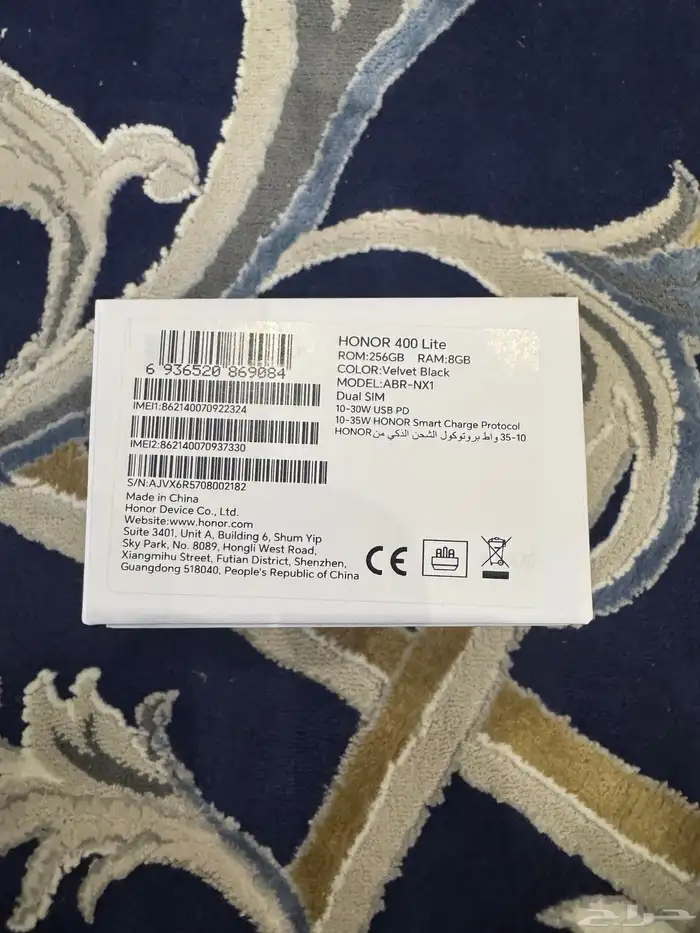 6 936520 869084
IMEI1:862140070922324
IMEI2:862140070937330
S/N:AJVX6R5708002182
Made in China
Honor Device Co., Ltd.
Website:www.honor.com
Suite 3401, Unit A, Building 6, Shum Yip
Sky Park, No. 8089, Hongli West Road,
Xiangmihu Street, Futian District, Shenzhen,
Guangdong 518040, People's Republic of China
HONOR 400 Lite
ROM:256GB RAM:8GB
COLOR:Velvet Black
MODEL:ABR-NX1
Dual SIM
10-30W USB PD
10-35W HONOR Smart Charge Protocol
10-35 واط بروتوكول الشحن الذكي من HONOR
CE
حراج